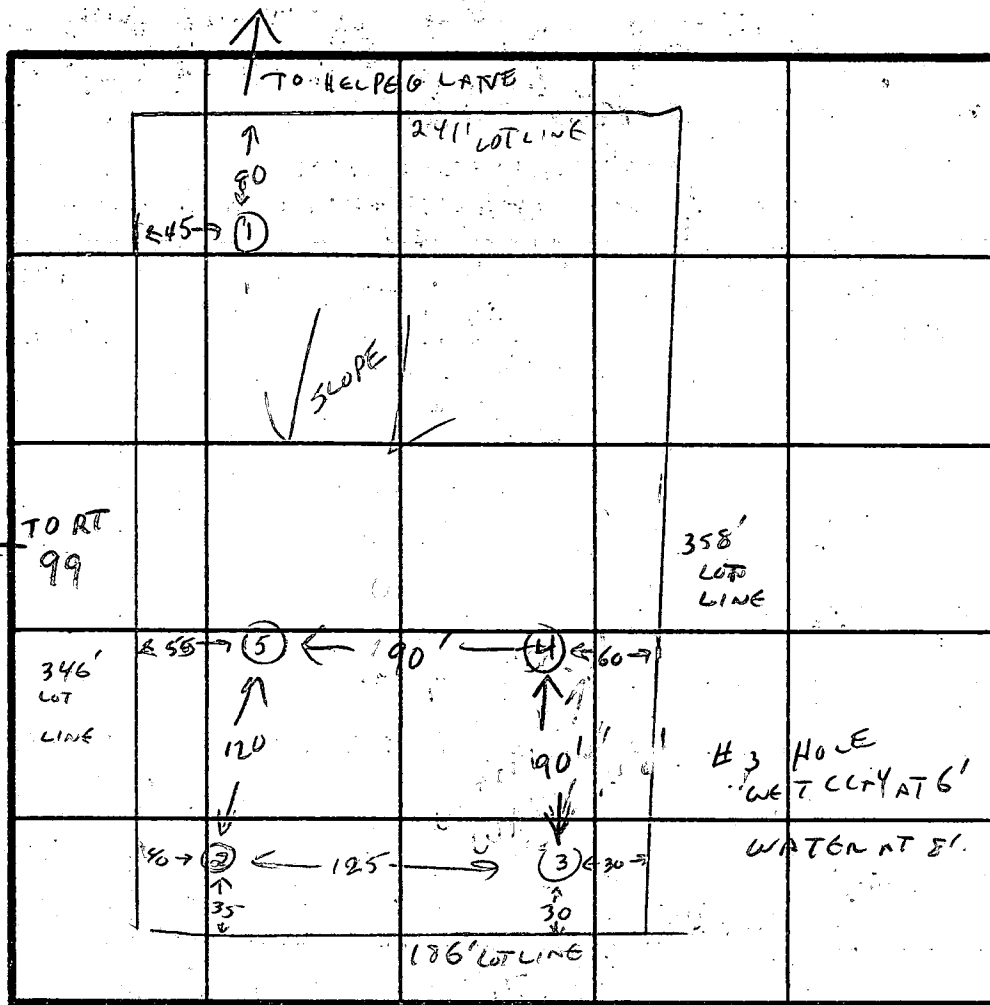 TO HELPEG LANE
241' LOT LINE
80
45 1
SLOPE
TO RT
99
358'
LOT
LINE
55 5 90' 4 60
346'
LOT
LINE
120
90'
# 3 HOLE
WET CLAY AT 6'
WATER AT 8'
40 2 125 3 30
35
30
186' LOT LINE